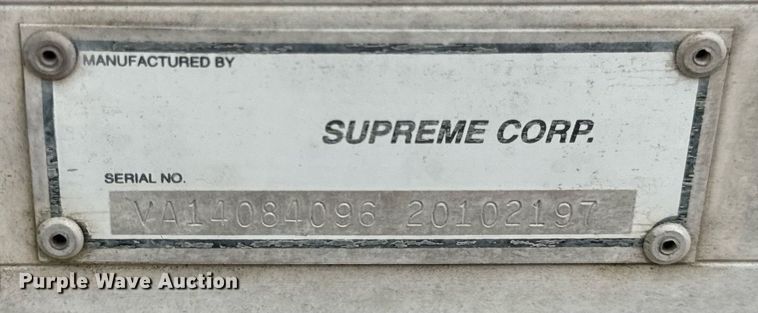 MANUFACTURED BY
SUPREME CORP.
SERIAL NO.
VA14084096 20102197
Purple Wave Auction